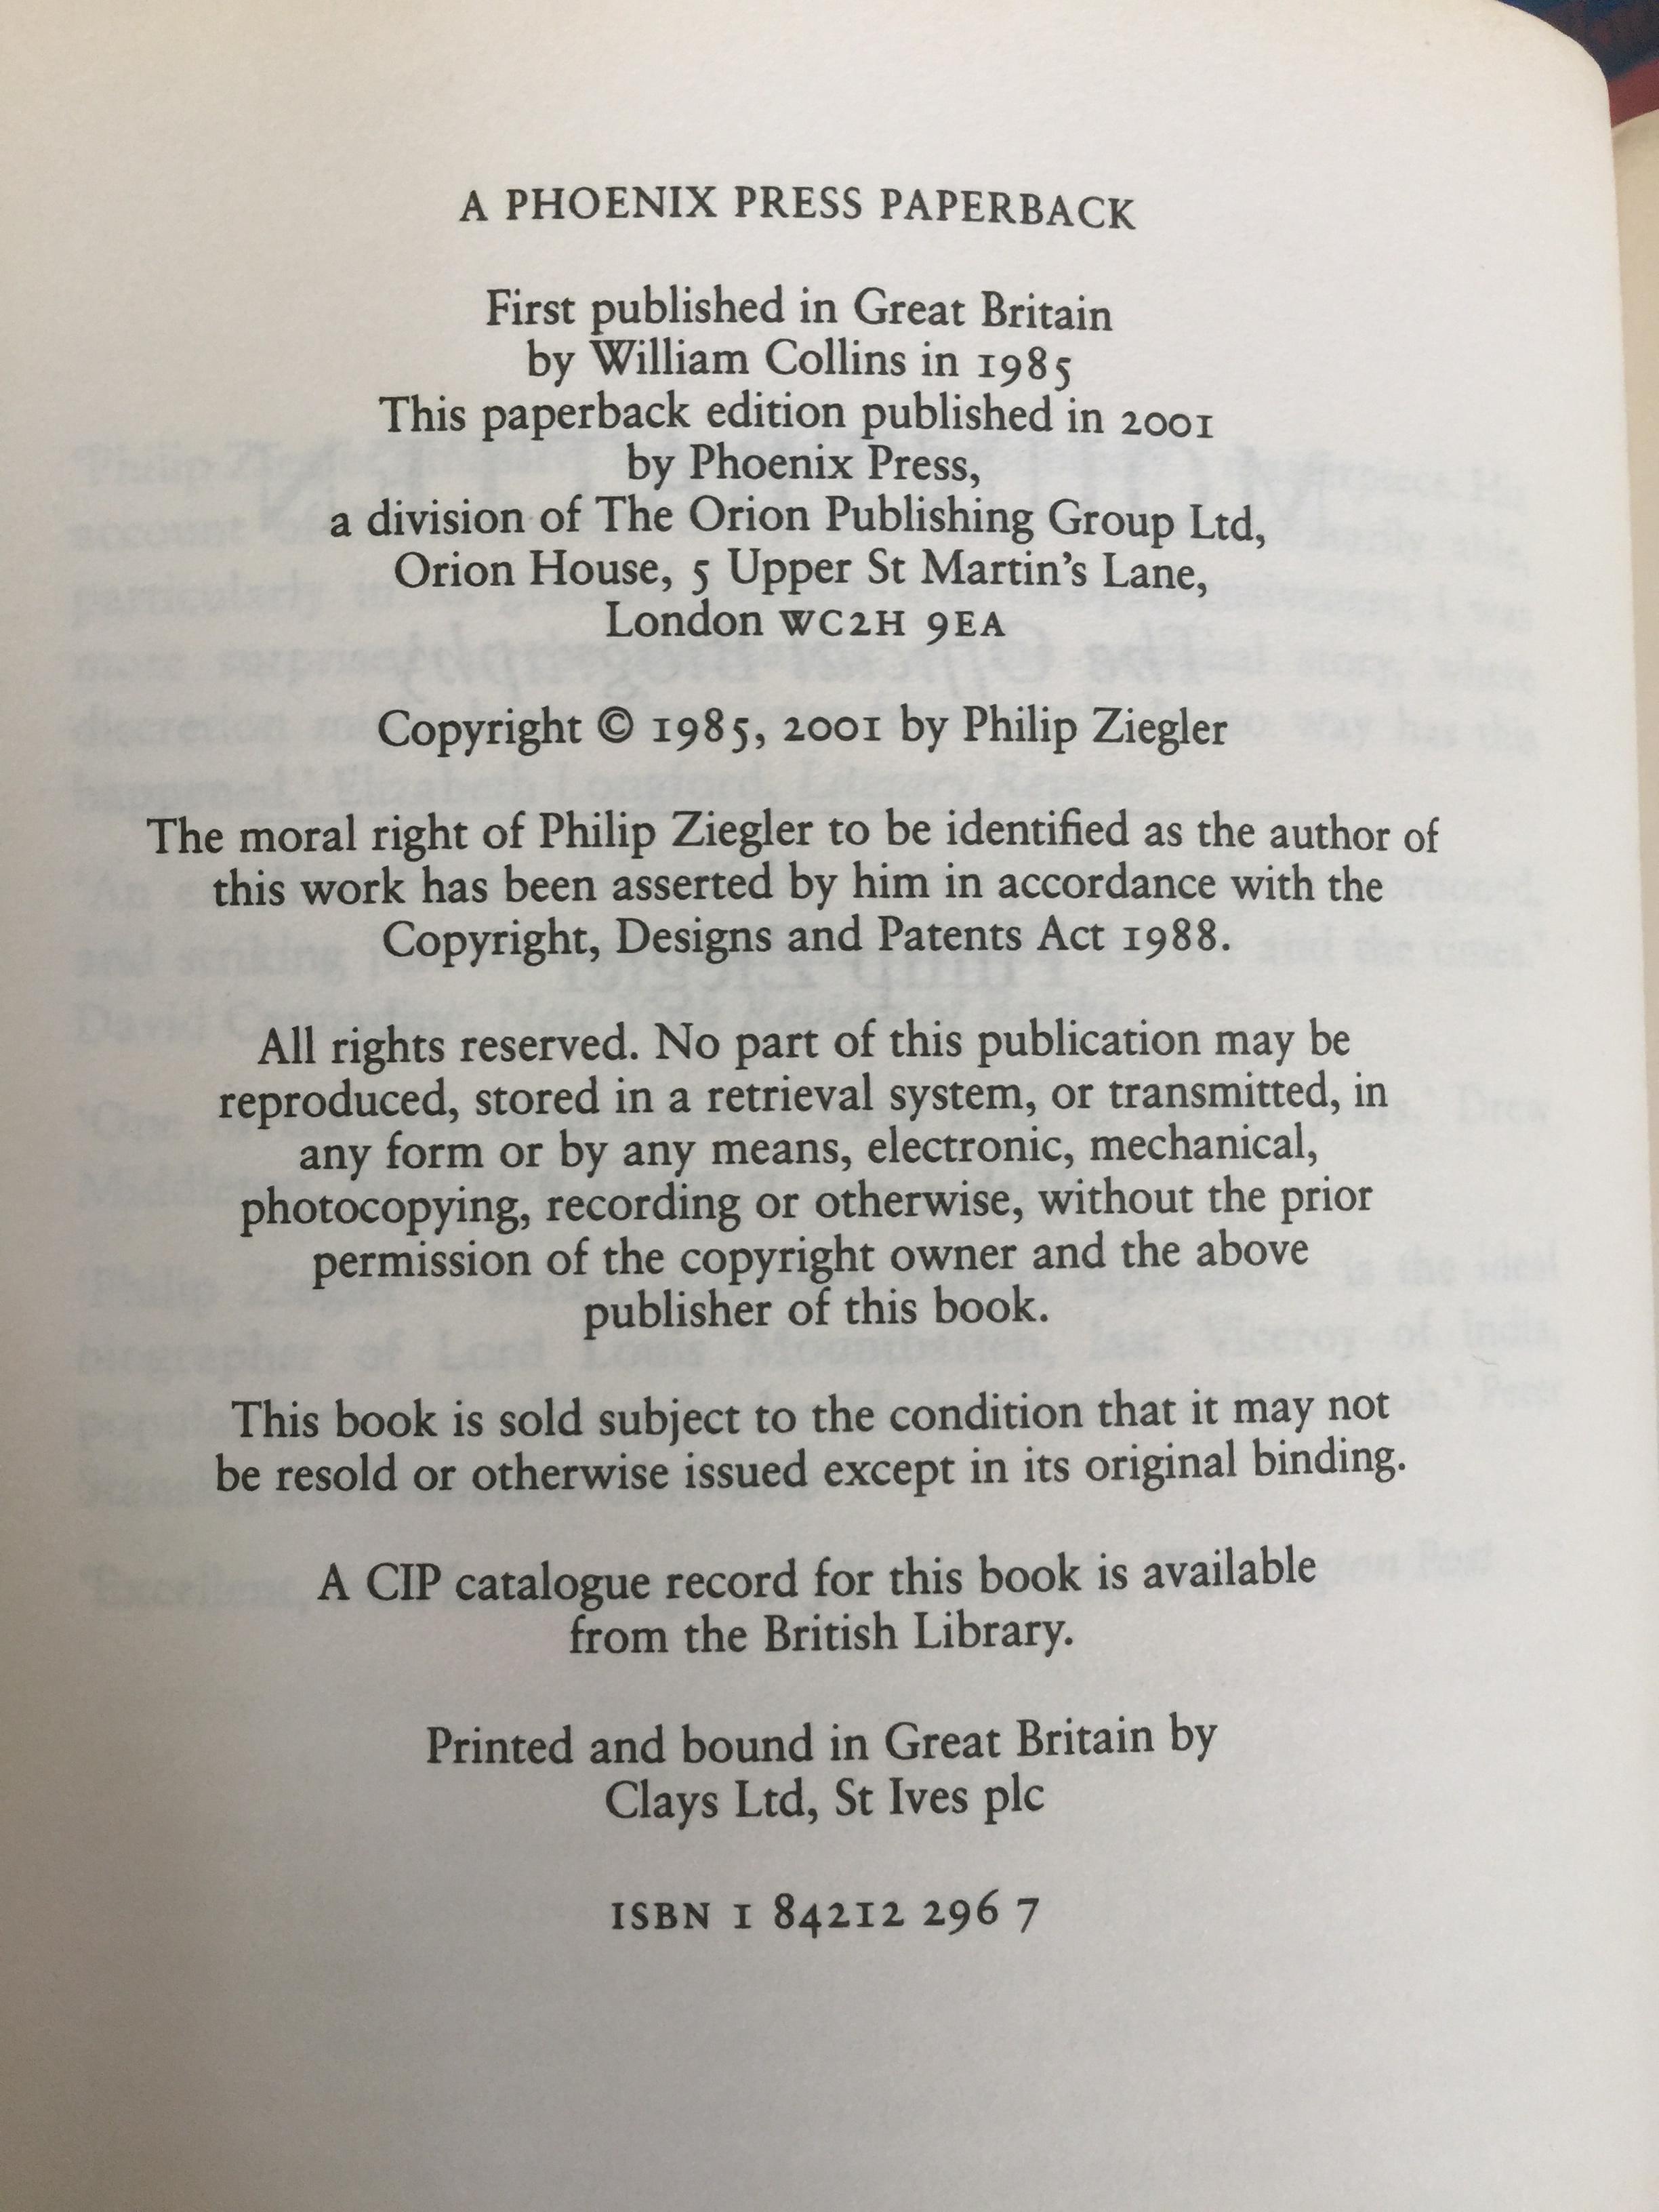 A PHOENIX PRESS PAPERBACK
First published in Great Britain
by William Collins in 1985
This paperback edition published in 2001
by Phoenix Press,
a division of The Orion Publishing Group Ltd,
Orion House, 5 Upper St Martin's Lane,
London WC2H 9EA
Copyright © 1985, 2001 by Philip Ziegler
The moral right of Philip Ziegler to be identified as the author of
this work has been asserted by him in accordance with the
Copyright, Designs and Patents Act 1988.
All rights reserved. No part of this publication may be
reproduced, stored in a retrieval system, or transmitted, in
any form or by any means, electronic, mechanical,
photocopying, recording or otherwise, without the prior
permission of the copyright owner and the above
publisher of this book.
This book is sold subject to the condition that it may not
be resold or otherwise issued except in its original binding.
A CIP catalogue record for this book is available
from the British Library.
Printed and bound in Great Britain by
Clays Ltd, St Ives plc
ISBN 1 84212 296 7